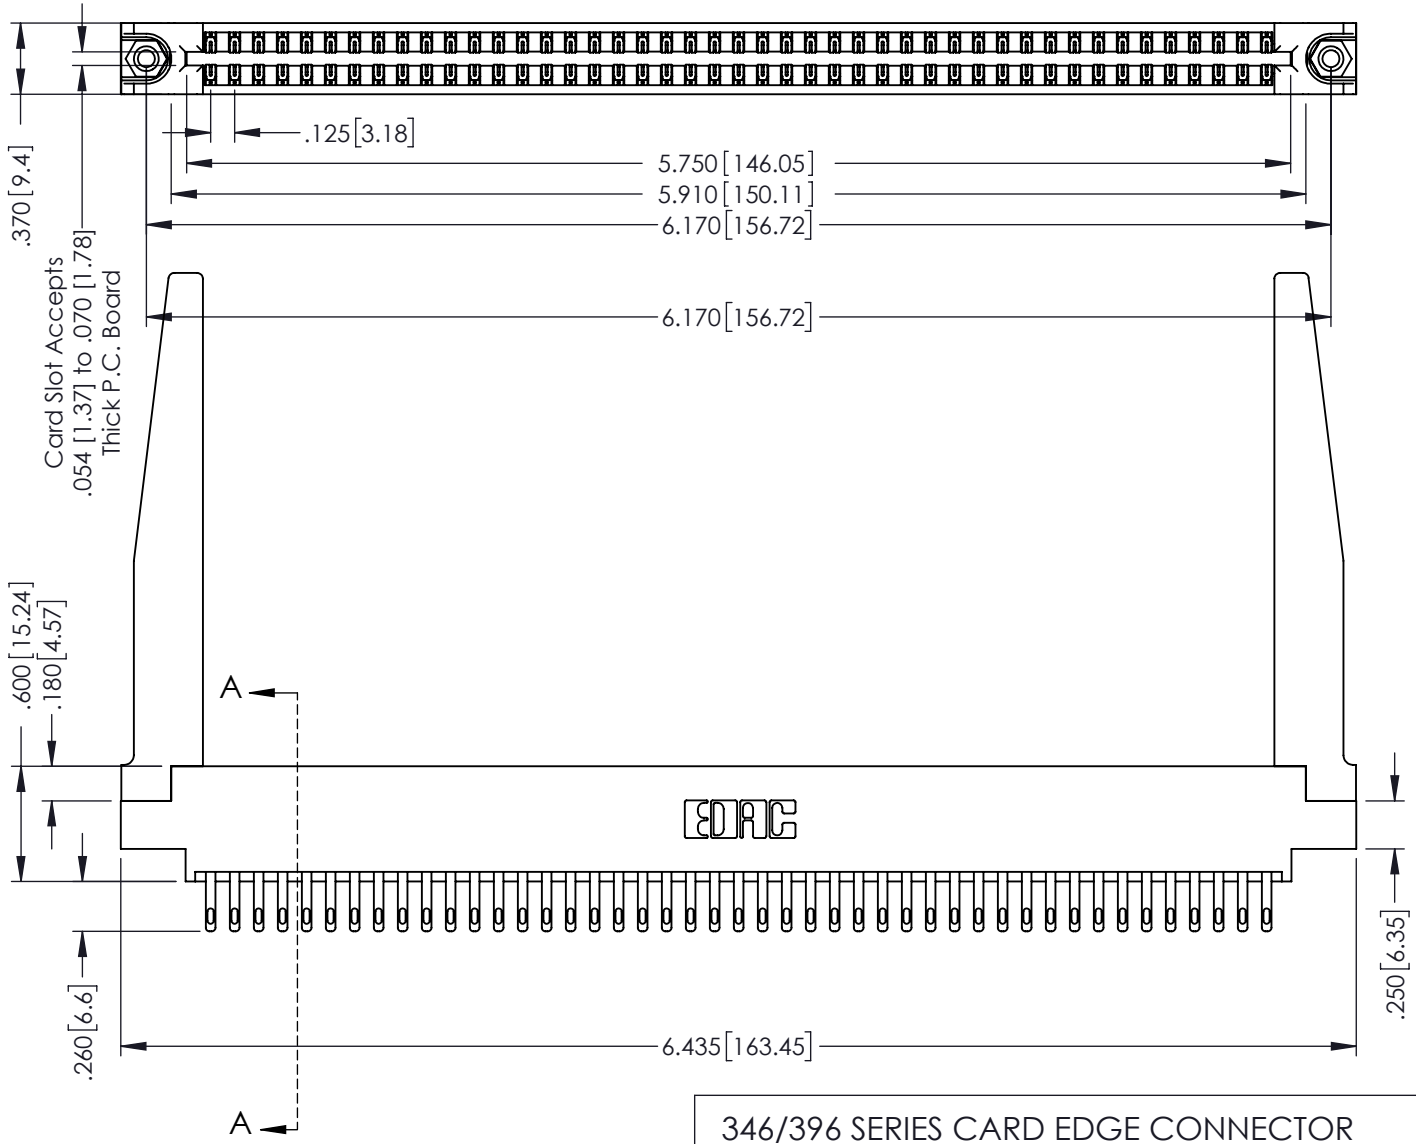 .125[3.18]
5.750[146.05]
5.910[150.11]
6.170[156.72]
.370[9.4]
Card Slot Accepts
.054 [1.37] to .070 [1.78]
Thick P.C. Board
6.170[156.72]
.600[15.24]
.180[4.57]
A
EDAC
.260[6.6]
.250[6.35]
6.435[163.45]
A
346/396 SERIES CARD EDGE CONNECTOR